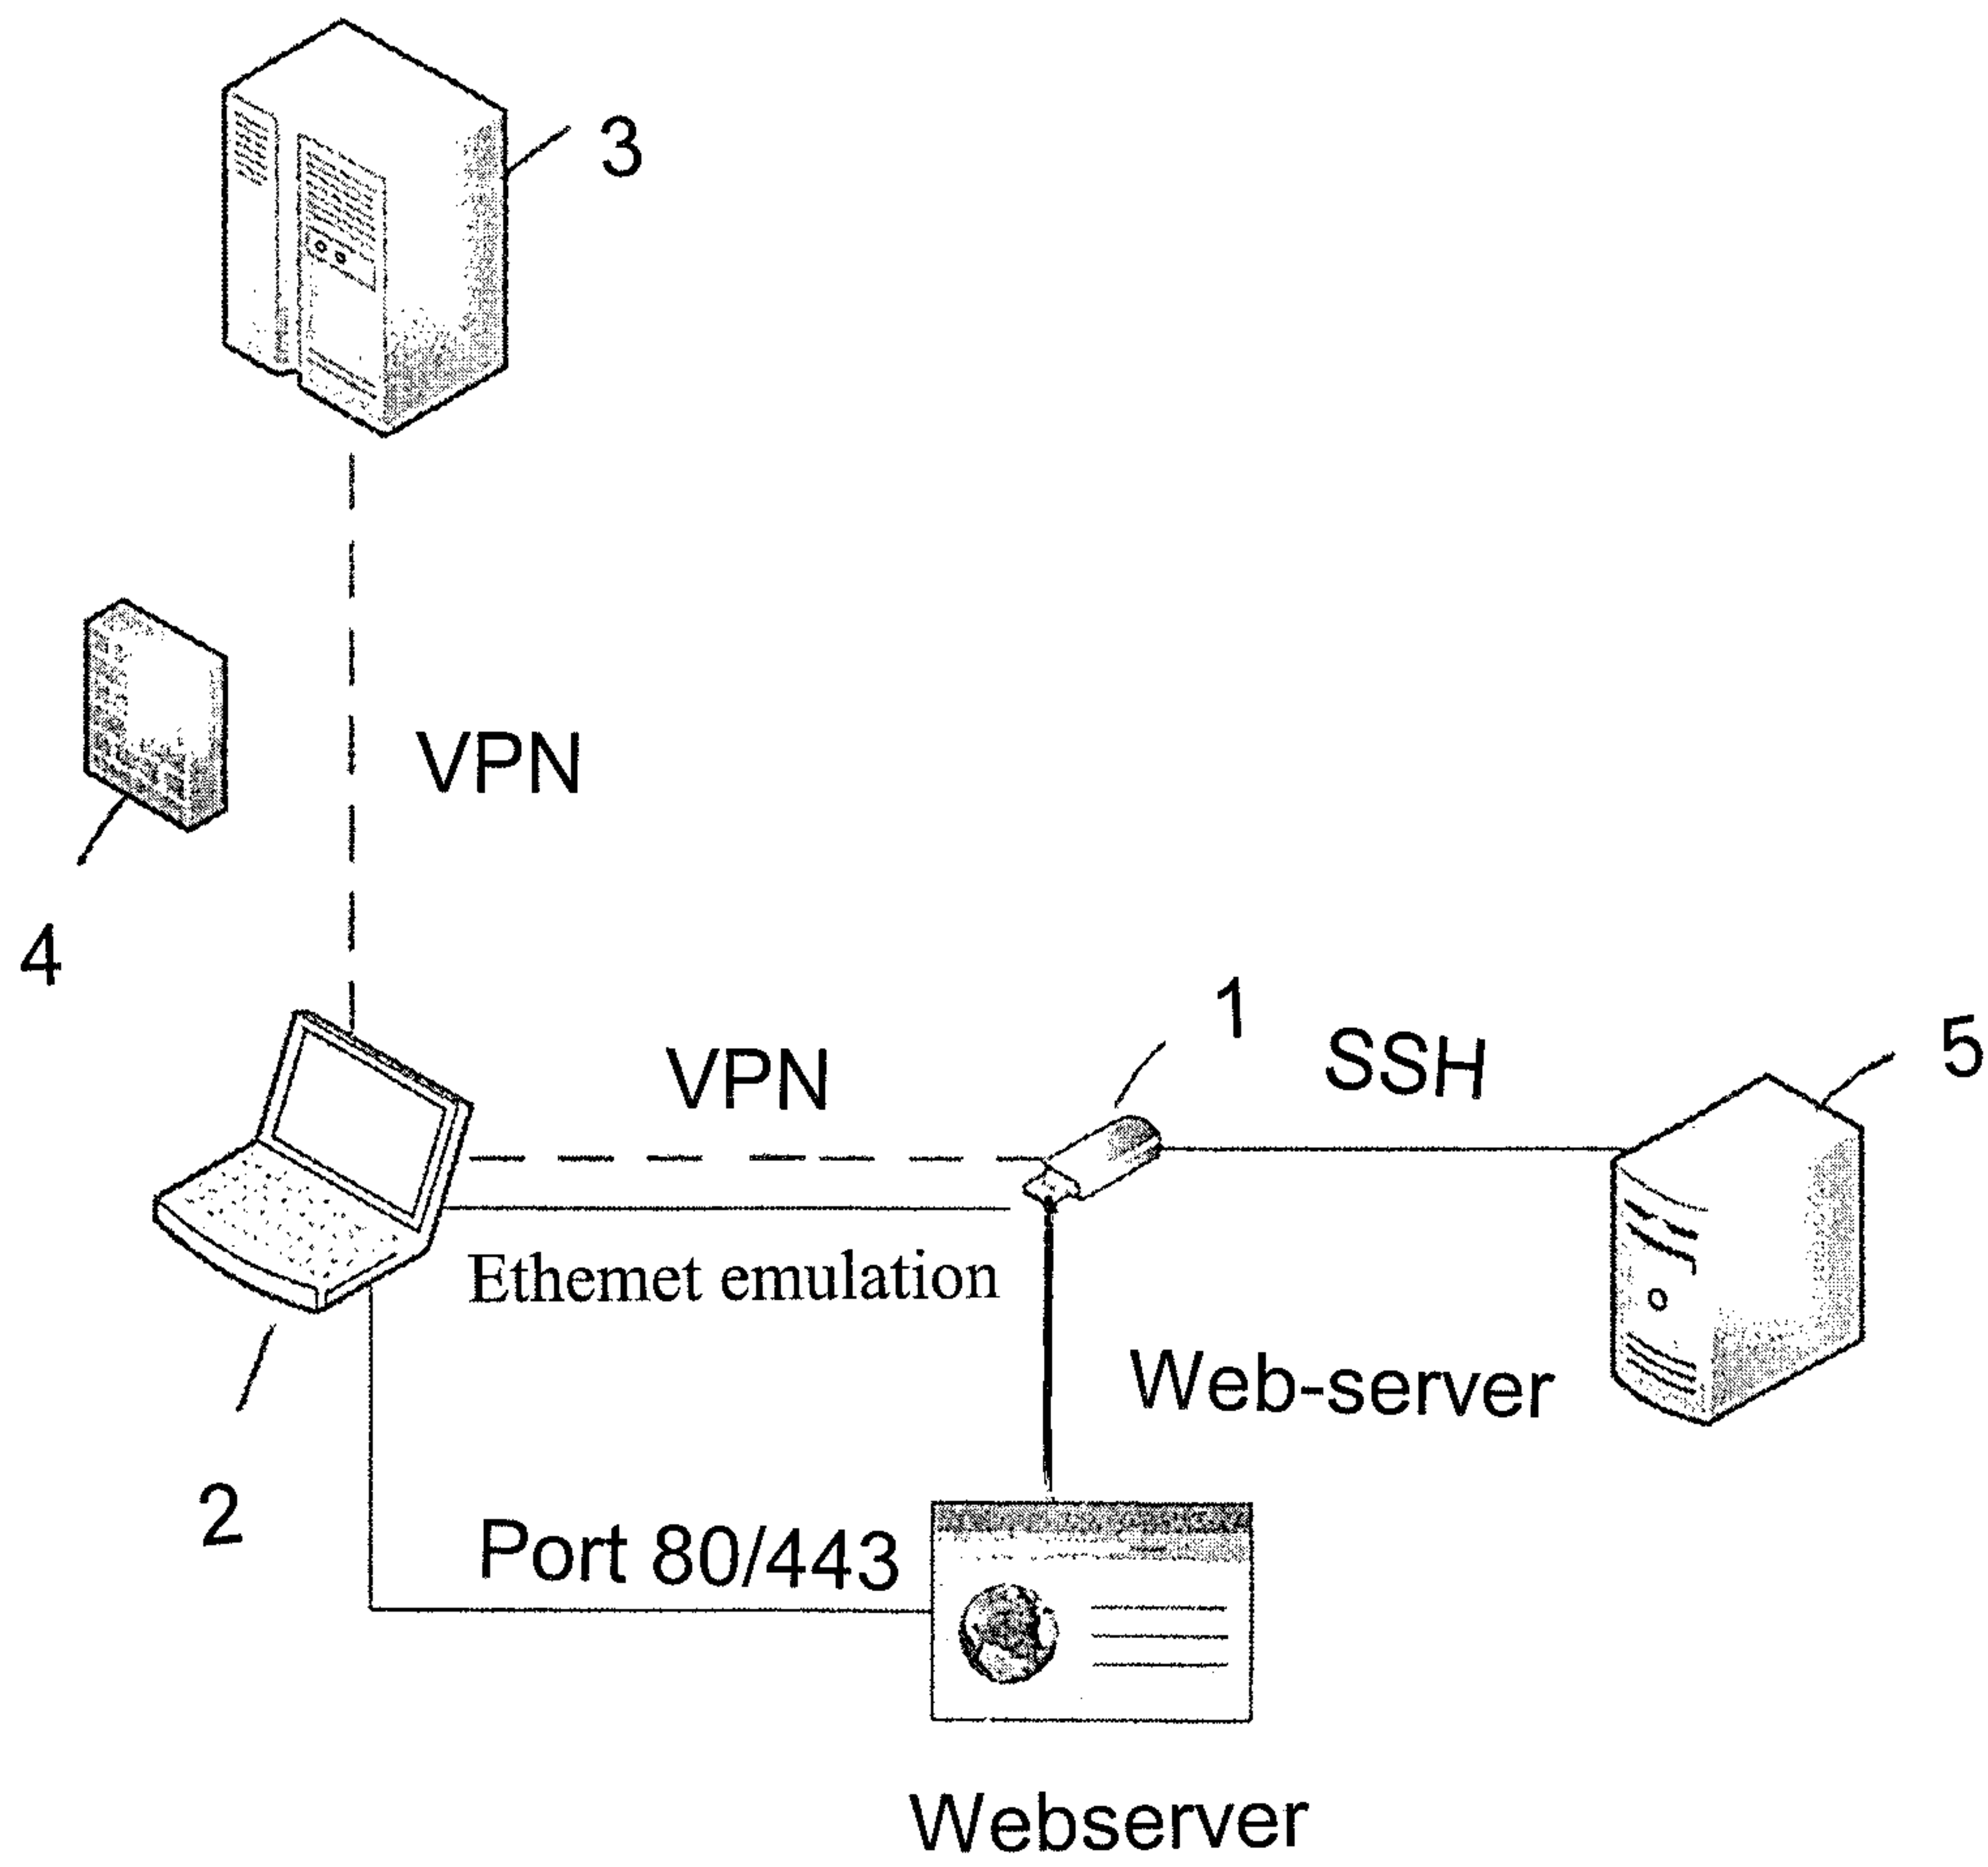 3
VPN
4
1
SSH
5
VPN
Ethemet emulation
Web-server
2
Port 80/443
Webserver